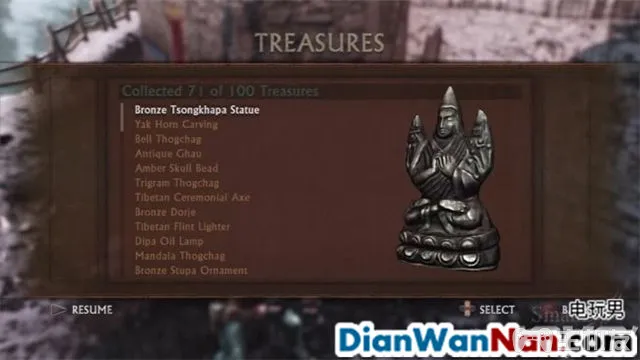 TREASURES
Collected 71 of 100 Treasures
Bronze Tsongkhapa Statue
Yak Horn Carving
Bell Thogchag
Antique Ghau
Amber Skull Bead
Trigram Thogchag
Tibetan Ceremonial Axe
Bronze Dorje
Tibetan Flint Lighter
Dipa Oil Lamp
Mandala Thogchag
Bronze Stupa Ornament
RESUME
SELECT
电玩男
DianWanNan.com